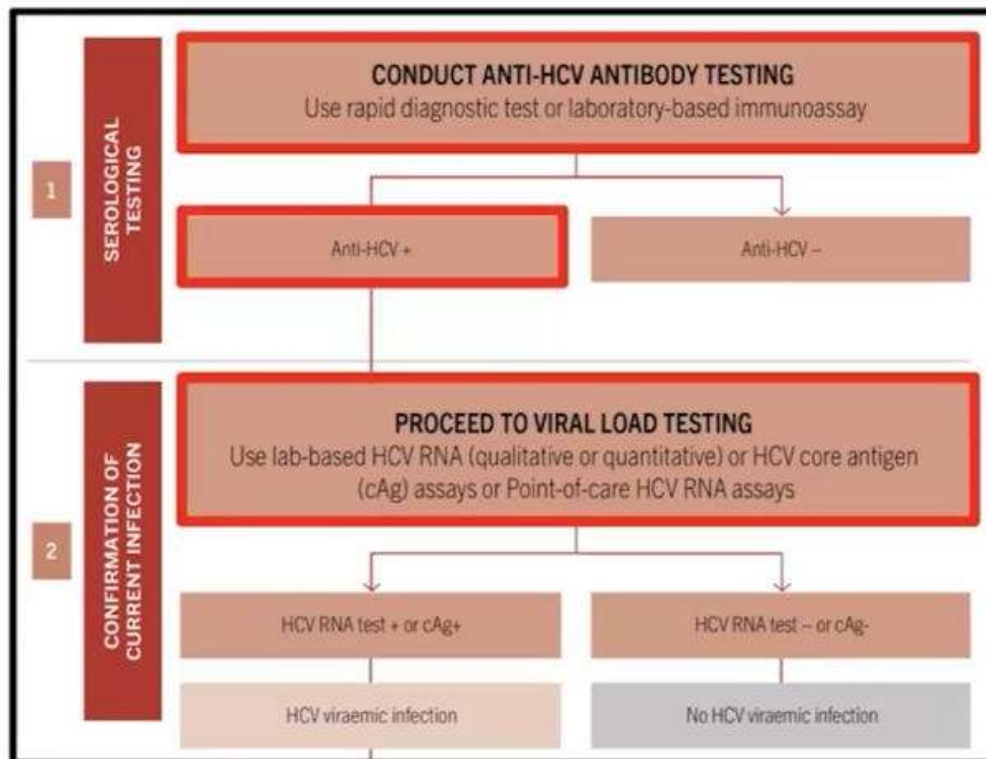 1
SEROLOGICAL
TESTING
CONDUCT ANTI-HCV ANTIBODY TESTING
Use rapid diagnostic test or laboratory-based immunoassay
Anti-HCV +
Anti-HCV –
2
CONFIRMATION OF
CURRENT INFECTION
PROCEED TO VIRAL LOAD TESTING
Use lab-based HCV RNA (qualitative or quantitative) or HCV core antigen
(cAg) assays or Point-of-care HCV RNA assays
HCV RNA test + or cAg+
HCV RNA test – or cAg-
HCV viraemic infection
No HCV viraemic infection